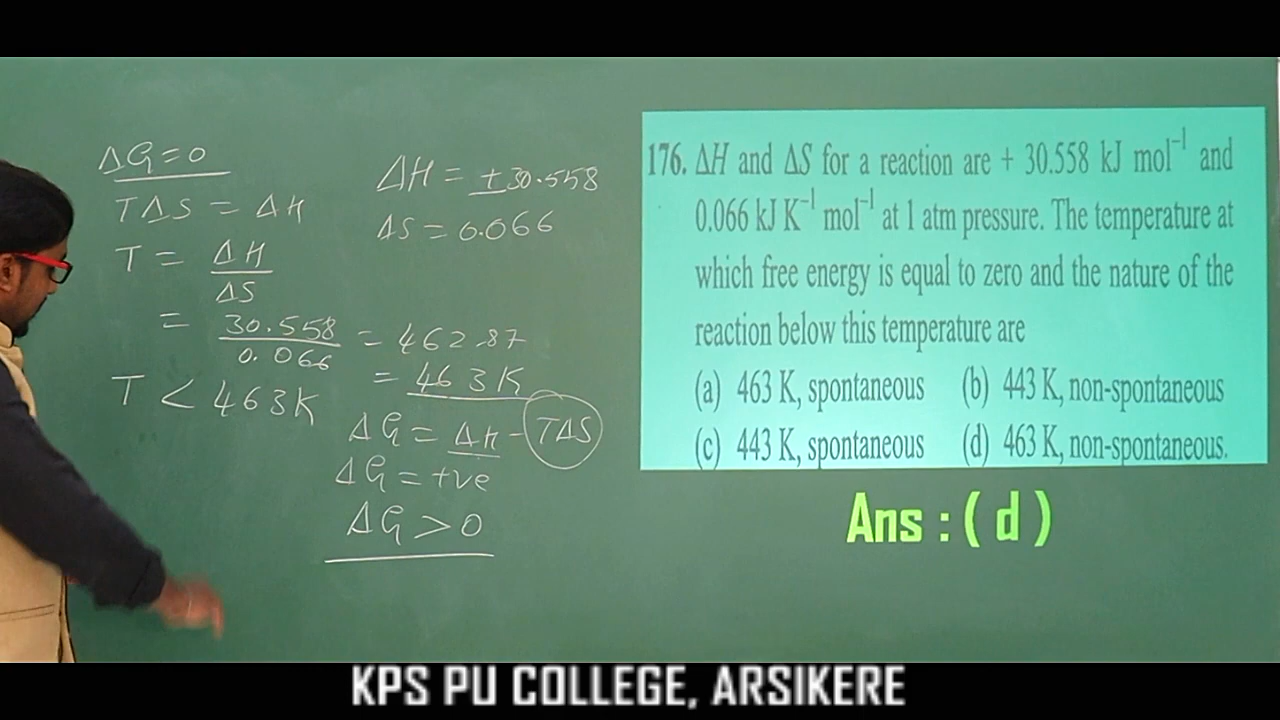 ΔG = 0
TΔS = ΔH
T = ΔH / ΔS
= 30.558 / 0.066 = 462.87
= 463K
T < 463K
ΔH = +30.558
ΔS = 0.066
ΔG = ΔH - TΔS
ΔG = +ve
ΔG > 0
176. ΔH and ΔS for a reaction are + 30.558 kJ mol⁻¹ and
0.066 kJ K⁻¹ mol⁻¹ at 1 atm pressure. The temperature at
which free energy is equal to zero and the nature of the
reaction below this temperature are
(a) 463 K, spontaneous (b) 443 K, non-spontaneous
(c) 443 K, spontaneous (d) 463 K, non-spontaneous.
Ans : ( d )
KPS PU COLLEGE, ARSIKERE